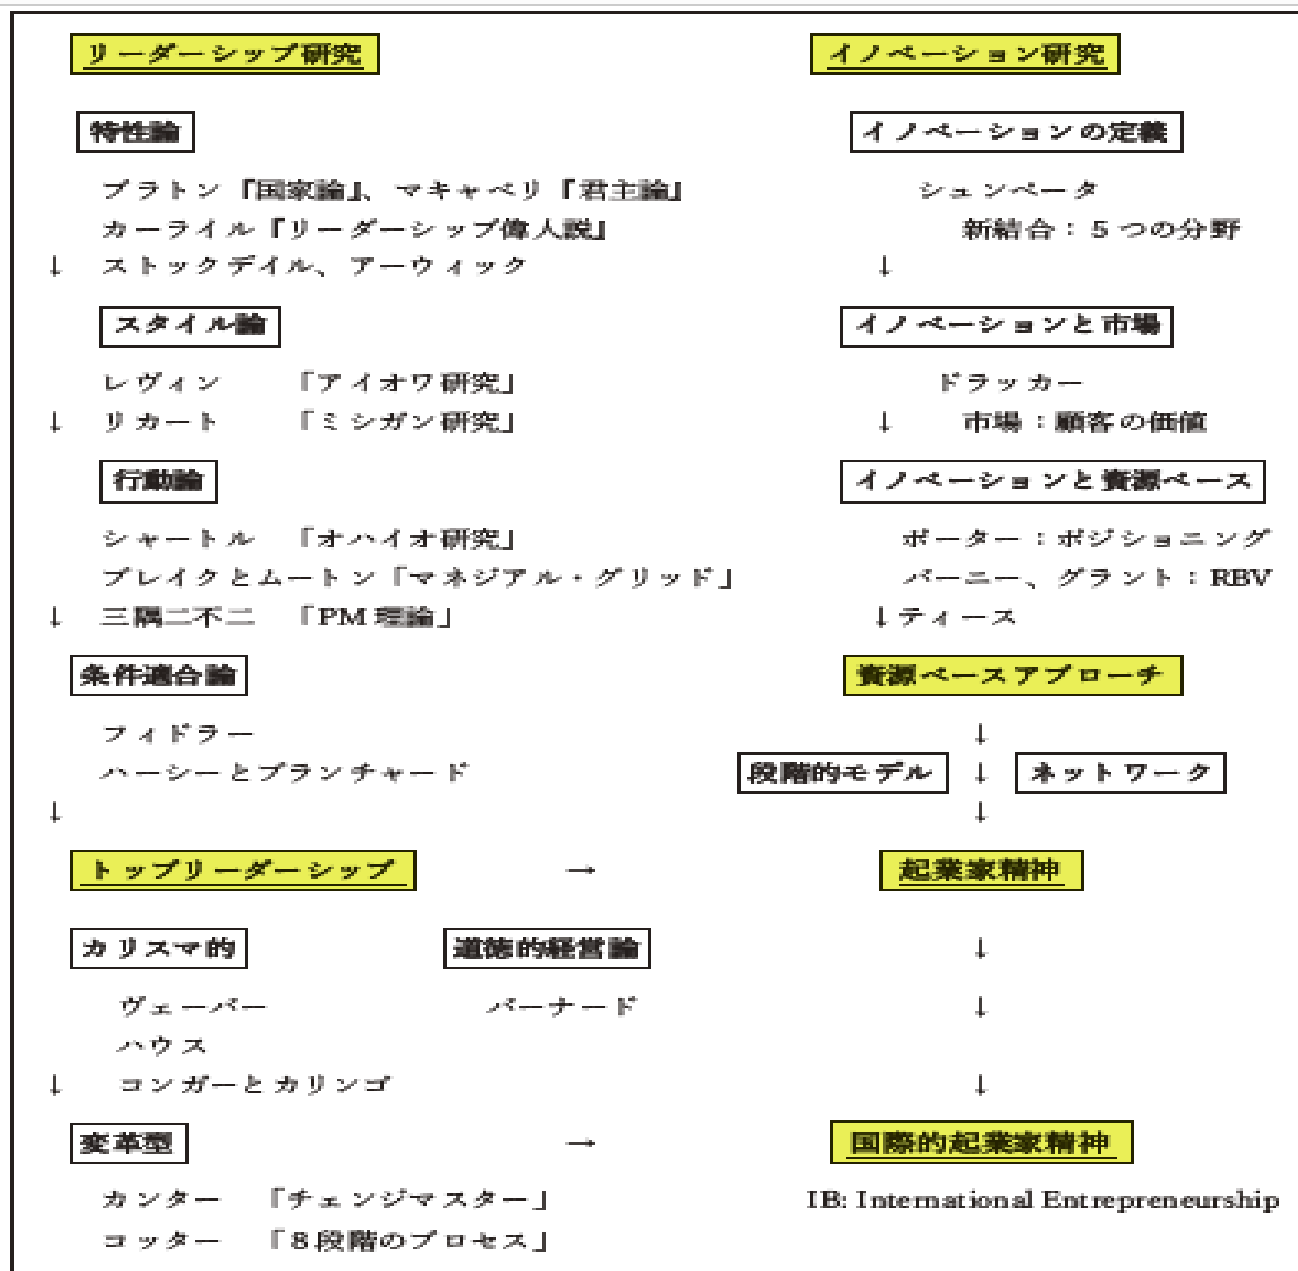 リーダーシップ研究
特性論
プラトン『国家論』、マキャベリ『君主論』
カーライル『リーダーシップ偉人説』
↓ ストックデイル、アーウィック
スタイル論
レヴィン 「アイオワ研究」
↓ リカート 「ミシガン研究」
行動論
シャートル 「オハイオ研究」
ブレイクとムートン「マネジアル・グリッド」
↓ 三隅二不二 「PM 理論」
条件適合論
フィドラー
ハーシーとブランチャード
↓
トップリーダーシップ →
カリスマ的 道徳的経営論
ヴェーバー バーナード
ハウス
↓ コンガーとカリンゴ
変革型 →
カンター 「チェンジマスター」
コッター 「8段階のプロセス」
イノベーション研究
イノベーションの定義
シュンペータ
新結合：５つの分野
↓
イノベーションと市場
ドラッカー
↓ 市場：顧客の価値
イノベーションと資源ベース
ポーター：ポジショニング
バーニー、グラント：RBV
↓ティース
資源ベースアプローチ
↓
段階的モデル ↓ ネットワーク
↓
起業家精神
↓
↓
↓
国際的起業家精神
IB: International Entrepreneurship